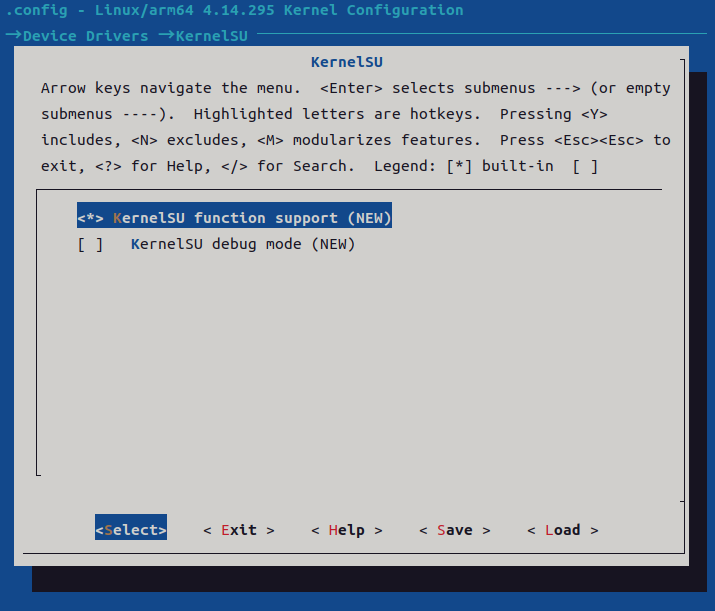 .config - Linux/arm64 4.14.295 Kernel Configuration
→Device Drivers →KernelSU
KernelSU
Arrow keys navigate the menu.  <Enter> selects submenus ---> (or empty
submenus ----).  Highlighted letters are hotkeys.  Pressing <Y>
includes, <N> excludes, <M> modularizes features.  Press <Esc><Esc> to
exit, <?> for Help, </> for Search.  Legend: [*] built-in  [ ]
<*> KernelSU function support (NEW)
[ ]   KernelSU debug mode (NEW)
<Select>    < Exit >    < Help >    < Save >    < Load >